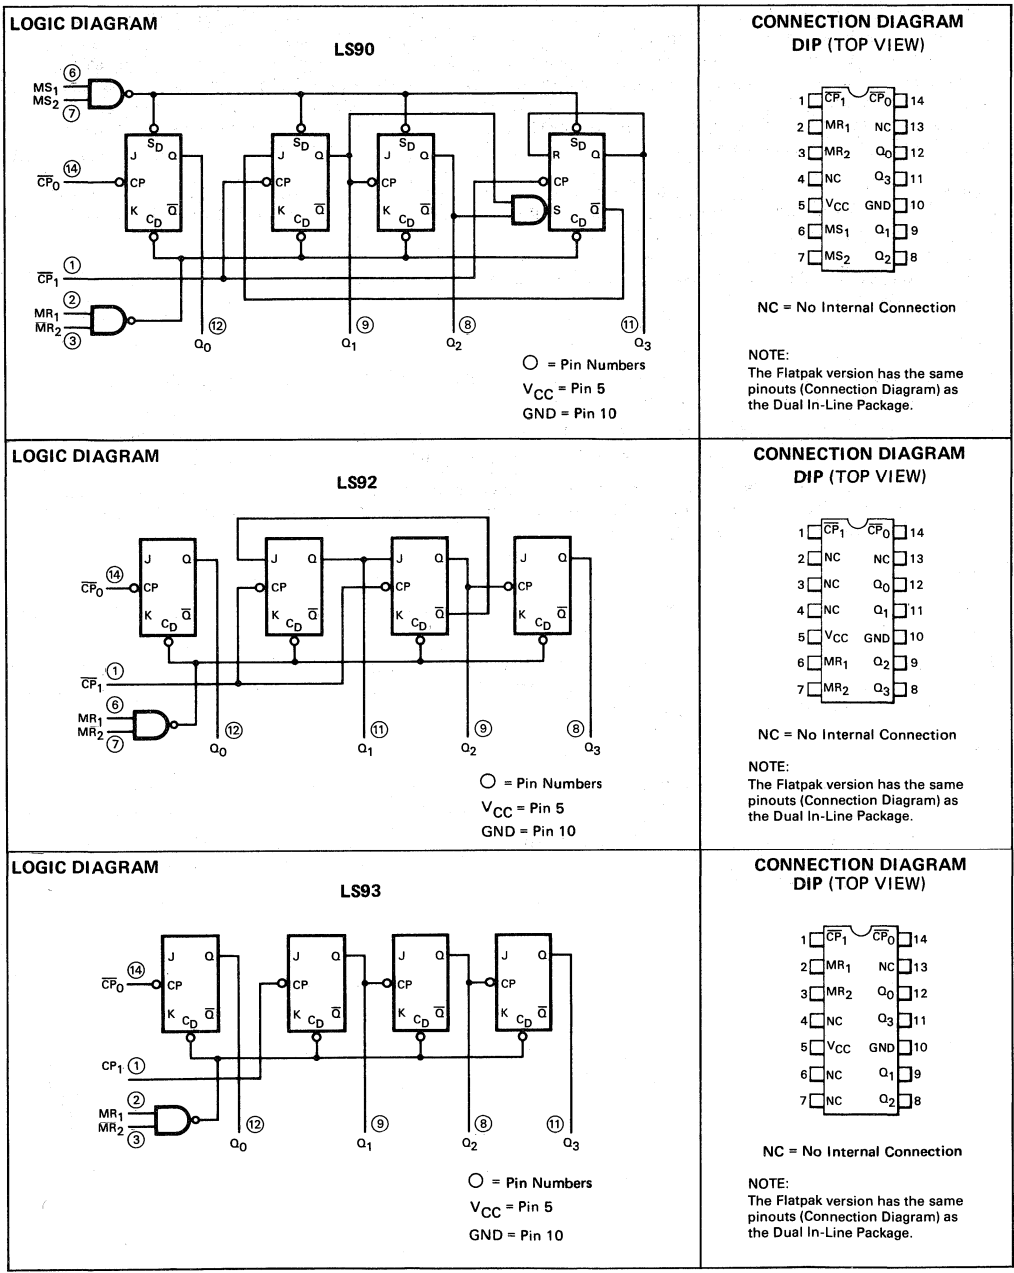 LOGIC DIAGRAM
LS90
MS1 ⑥
MS2 ⑦
J SD Q
CP
K CD Q̅
J SD Q
CP
K CD Q̅
J SD Q
CP
K CD Q̅
R SD Q
CP
S CD Q̅
C̅P̅0 ⑭
C̅P̅1 ①
MR1 ②
MR2 ③
⑫ Q0
⑨ Q1
⑧ Q2
⑪ Q3
○ = Pin Numbers
VCC = Pin 5
GND = Pin 10
CONNECTION DIAGRAM
DIP (TOP VIEW)
1 C̅P̅1 C̅P̅0 14
2 MR1 NC 13
3 MR2 Q0 12
4 NC Q3 11
5 VCC GND 10
6 MS1 Q1 9
7 MS2 Q2 8
NC = No Internal Connection
NOTE:
The Flatpak version has the same
pinouts (Connection Diagram) as
the Dual In-Line Package.
LOGIC DIAGRAM
LS92
J Q
CP
K CD Q̅
J Q
CP
K CD Q̅
J Q
CP
K CD Q̅
J Q
CP
K CD Q̅
C̅P̅0 ⑭
C̅P̅1 ①
MR1 ⑥
MR2 ⑦
⑫ Q0
⑪ Q1
⑨ Q2
⑧ Q3
○ = Pin Numbers
VCC = Pin 5
GND = Pin 10
CONNECTION DIAGRAM
DIP (TOP VIEW)
1 C̅P̅1 C̅P̅0 14
2 NC NC 13
3 NC Q0 12
4 NC Q1 11
5 VCC GND 10
6 MR1 Q2 9
7 MR2 Q3 8
NC = No Internal Connection
NOTE:
The Flatpak version has the same
pinouts (Connection Diagram) as
the Dual In-Line Package.
LOGIC DIAGRAM
LS93
J Q
CP
K CD Q̅
J Q
CP
K CD Q̅
J Q
CP
K CD Q̅
J Q
CP
K CD Q̅
C̅P̅0 ⑭
CP1 ①
MR1 ②
MR2 ③
⑫ Q0
⑨ Q1
⑧ Q2
⑪ Q3
○ = Pin Numbers
VCC = Pin 5
GND = Pin 10
CONNECTION DIAGRAM
DIP (TOP VIEW)
1 C̅P̅1 C̅P̅0 14
2 MR1 NC 13
3 MR2 Q0 12
4 NC Q3 11
5 VCC GND 10
6 NC Q1 9
7 NC Q2 8
NC = No Internal Connection
NOTE:
The Flatpak version has the same
pinouts (Connection Diagram) as
the Dual In-Line Package.